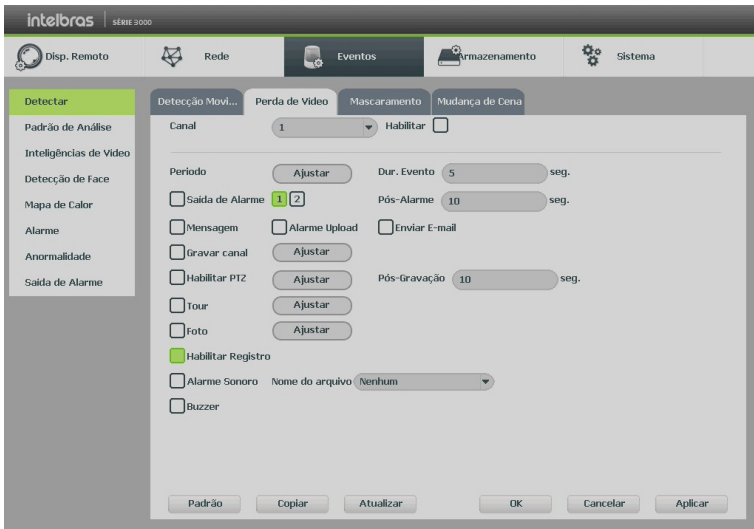 intelbras SÉRIE 3000
Disp. Remoto Rede Eventos Armazenamento Sistema
Detectar
Padrão de Análise
Inteligências de Vídeo
Detecção de Face
Mapa de Calor
Alarme
Anormalidade
Saída de Alarme
Detecção Movi... Perda de Vídeo Mascaramento Mudança de Cena
Canal 1 Habilitar
Periodo Ajustar Dur. Evento 5 seg.
Saída de Alarme 1 2 Pós-Alarme 10 seg.
Mensagem Alarme Upload Enviar E-mail
Gravar canal Ajustar
Habilitar PTZ Ajustar Pós-Gravação 10 seg.
Tour Ajustar
Foto Ajustar
Habilitar Registro
Alarme Sonoro Nome do arquivo Nenhum
Buzzer
Padrão Copiar Atualizar OK Cancelar Aplicar